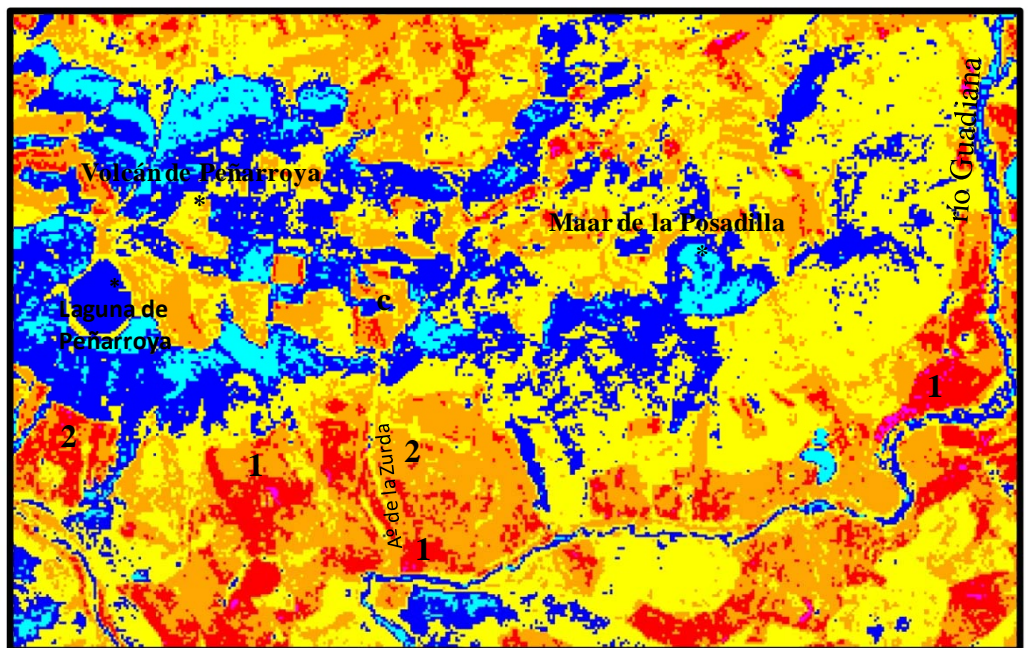 río Guadiana
Volcán de Peñarroya
*
Maar de la Posadilla
*
*
Laguna de
Peñarroya
c
1
2
1
2
Aº de la Zurda
1